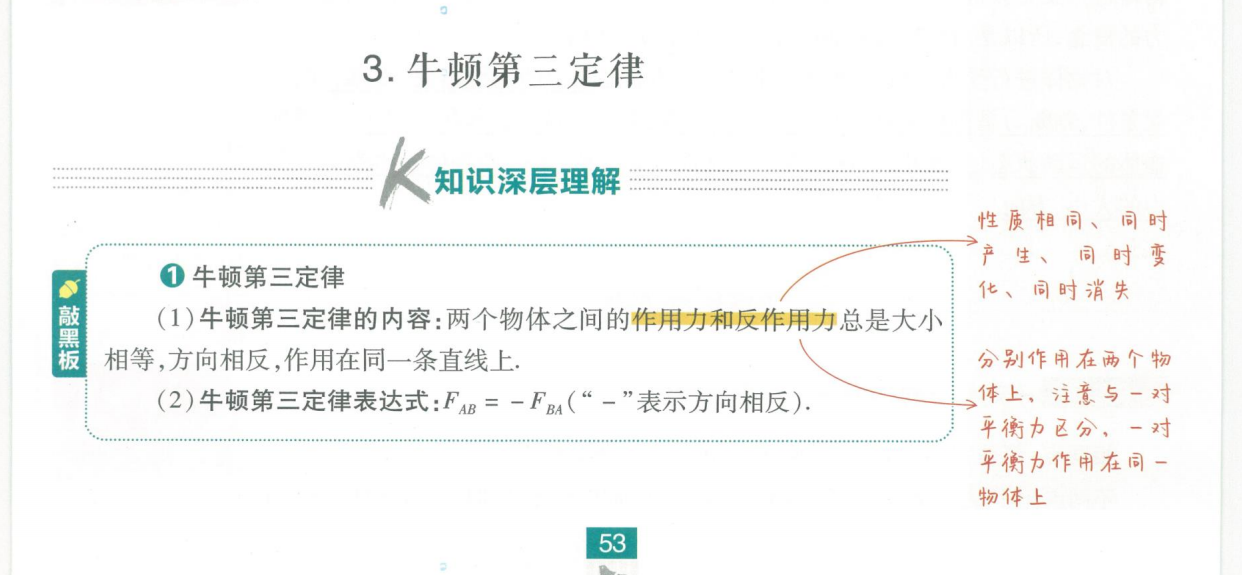 3. 牛顿第三定律
K 知识深层理解
敲黑板
❶ 牛顿第三定律
(1)牛顿第三定律的内容:两个物体之间的作用力和反作用力总是大小
相等,方向相反,作用在同一条直线上.
(2)牛顿第三定律表达式:F_AB = -F_BA(“-”表示方向相反).
性质相同、同时
产生、同时变
化、同时消失
分别作用在两个物
体上，注意与一对
平衡力区分，一对
平衡力作用在同一
物体上
53